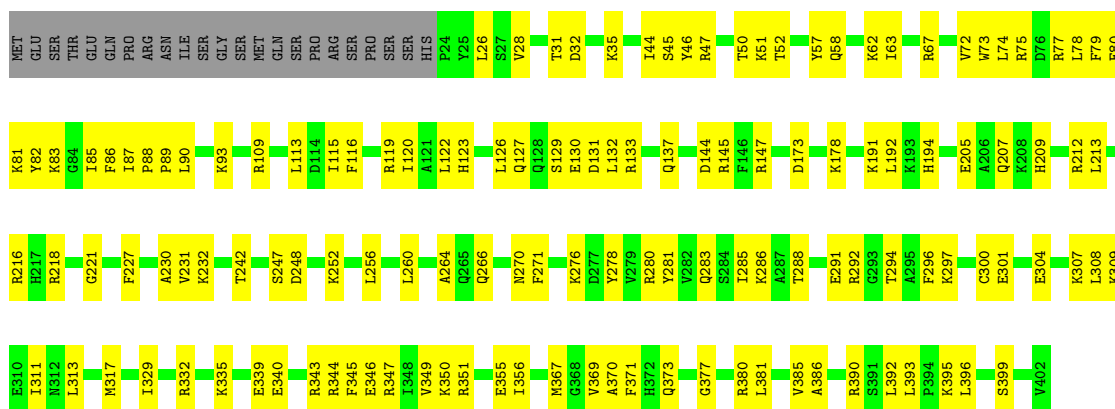 MET GLU SER THR GLU GLN PRO ARG ASN ILE SER GLY SER MET GLN SER PRO ARG SER PRO SER SER HIS P24 Y25 L26 S27 V28 T31 D32 K35 I44 S45 Y46 R47 T50 K51 T52 Y57 Q58 K62 I63 R67 V72 W73 L74 R75 D76 R77 L78 F79
K81 Y82 K83 G84 I85 F86 I87 P88 P89 L90 K93 R109 L113 D114 I115 F116 R119 I120 A121 L122 H123 L126 Q127 Q128 S129 E130 D131 L132 R133 Q137 D144 R145 F146 R147 D173 K178 K191 L192 K193 H194 E205 A206 Q207 K208 H209 R212 L213
R216 H217 R218 G221 F227 A230 V231 K232 T242 S247 D248 K252 L256 L260 A264 Q265 Q266 N270 F271 K276 D277 Y278 V279 R280 Y281 V282 Q283 S284 I285 K286 A287 T288 E291 R292 G293 T294 A295 F296 K297 C300 E301 E304 K307 L308
E310 I311 N312 L313 M317 I329 R332 K335 E339 E340 R343 R344 F345 E346 R347 I348 V349 K350 R351 E355 I356 M367 G368 V369 A370 F371 H372 Q373 G377 R380 L381 V385 A386 R390 S391 L392 L393 P394 K395 L396 S399 V402